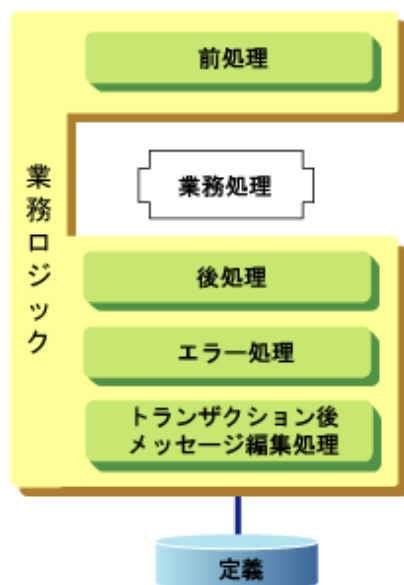 前処理
業務ロジック
業務処理
後処理
エラー処理
トランザクション後
メッセージ編集処理
定義